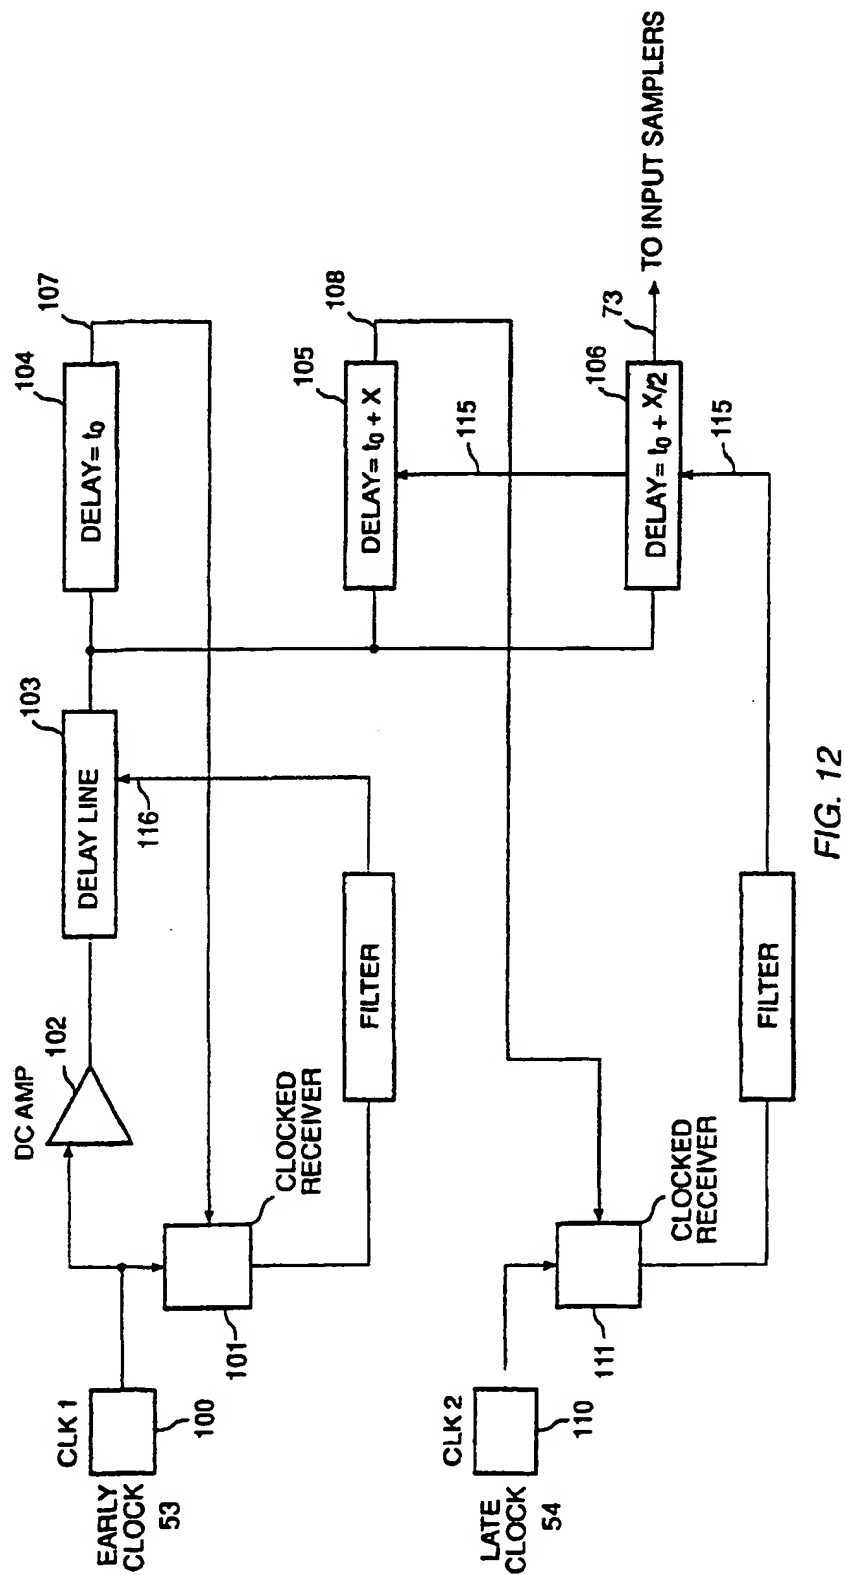 EARLY
CLOCK
53
CLK 1
100
101
CLOCKED
RECEIVER
DC AMP
102
DELAY LINE
103
116
FILTER
DELAY= t0
104
107
DELAY= t0 + X
105
108
115
DELAY= t0 + X/2
106
115
73
TO INPUT SAMPLERS
LATE
CLOCK
54
CLK 2
110
111
CLOCKED
RECEIVER
FILTER
FIG. 12